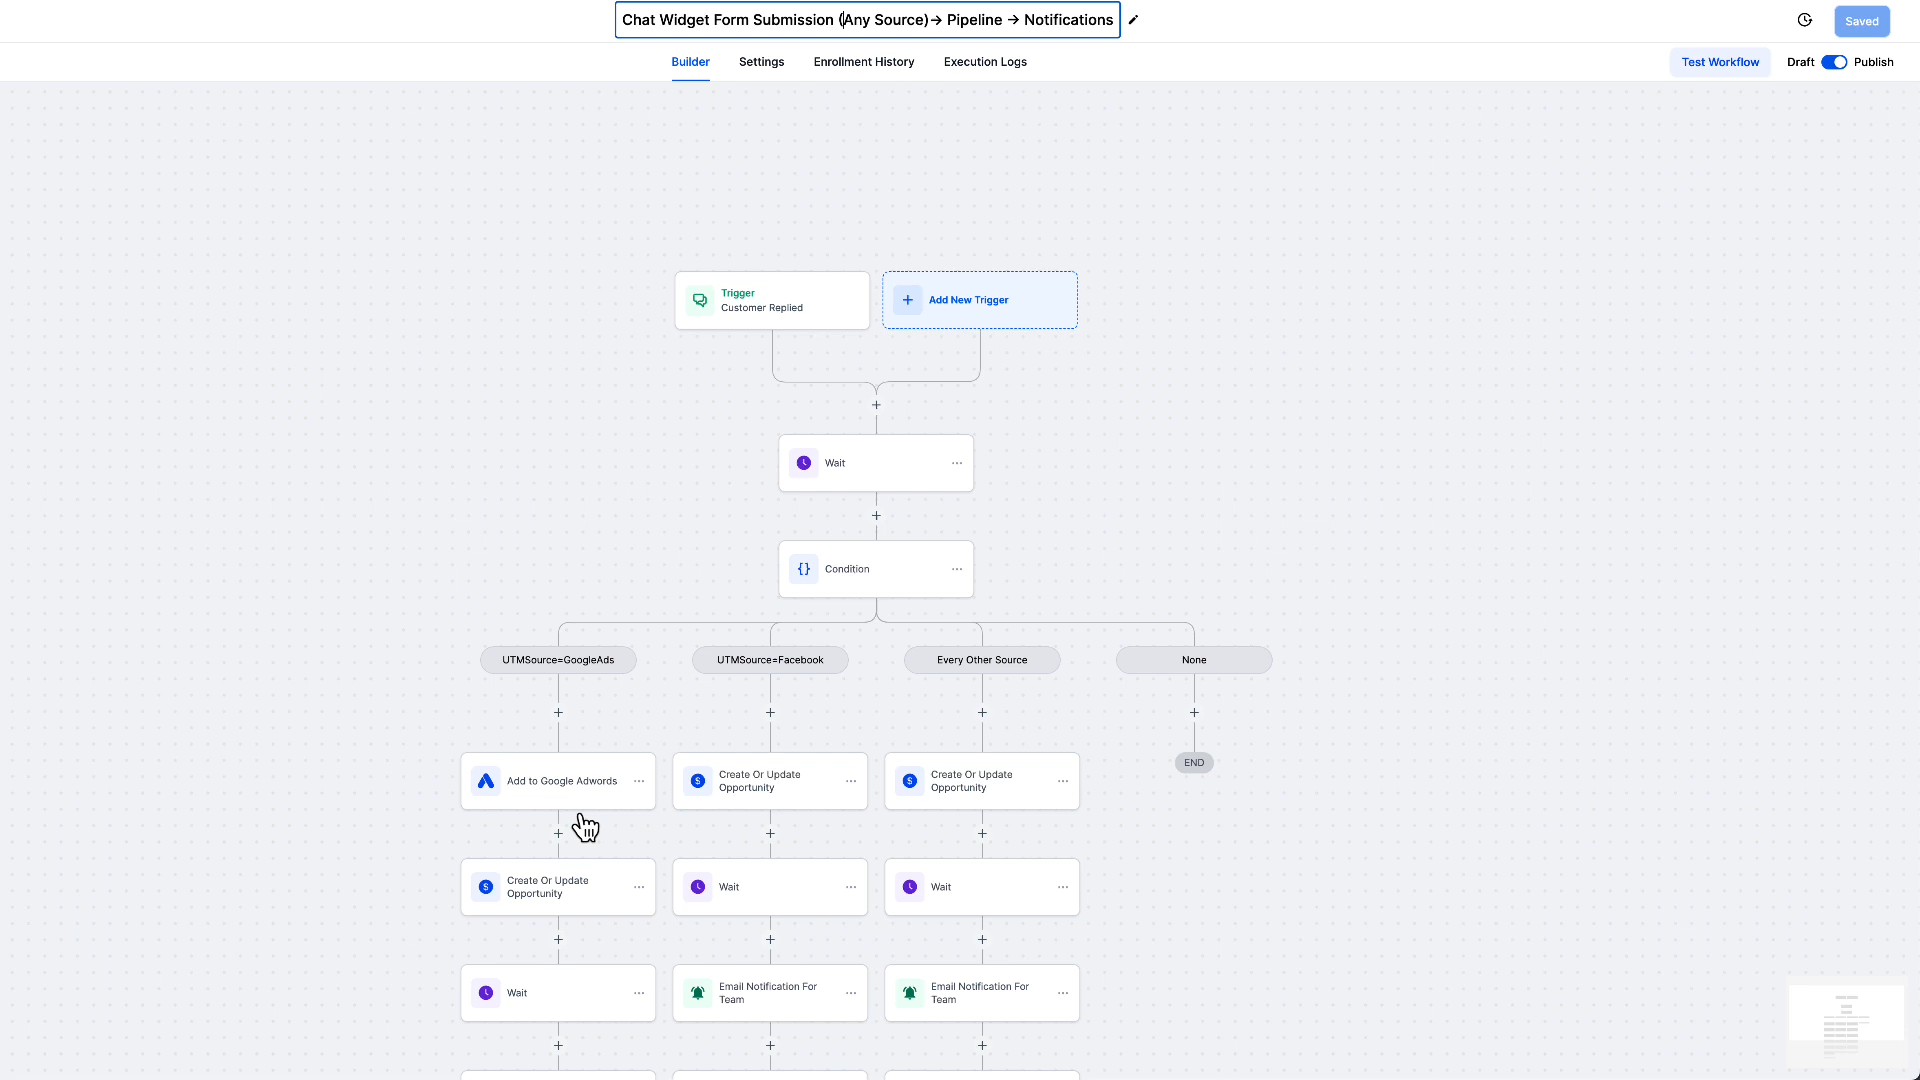 Chat Widget Form Submission (Any Source)→ Pipeline → Notifications
Saved
Builder
Settings
Enrollment History
Execution Logs
Test Workflow
Draft
Publish
Trigger
Customer Replied
Add New Trigger
Wait
Condition
UTMSource=GoogleAds
UTMSource=Facebook
Every Other Source
None
Add to Google Adwords
Create Or Update
Opportunity
Create Or Update
Opportunity
END
Create Or Update
Opportunity
Wait
Wait
Wait
Email Notification For
Team
Email Notification For
Team